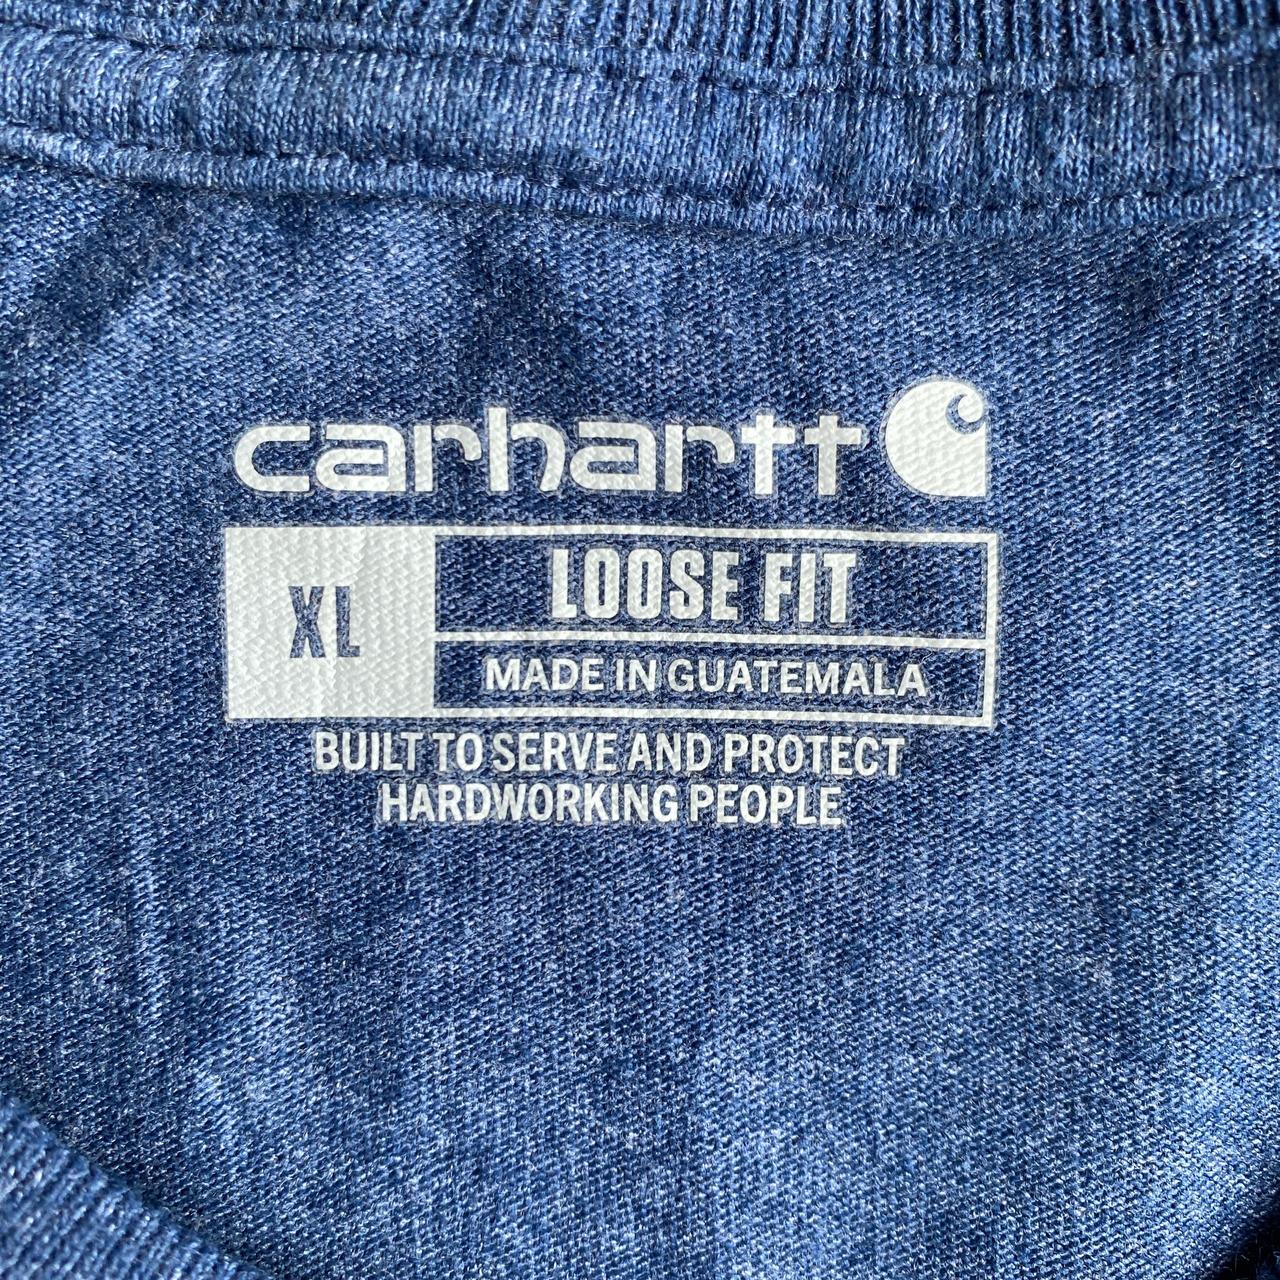 carhartt
XL
LOOSE FIT
MADE IN GUATEMALA
BUILT TO SERVE AND PROTECT
HARDWORKING PEOPLE